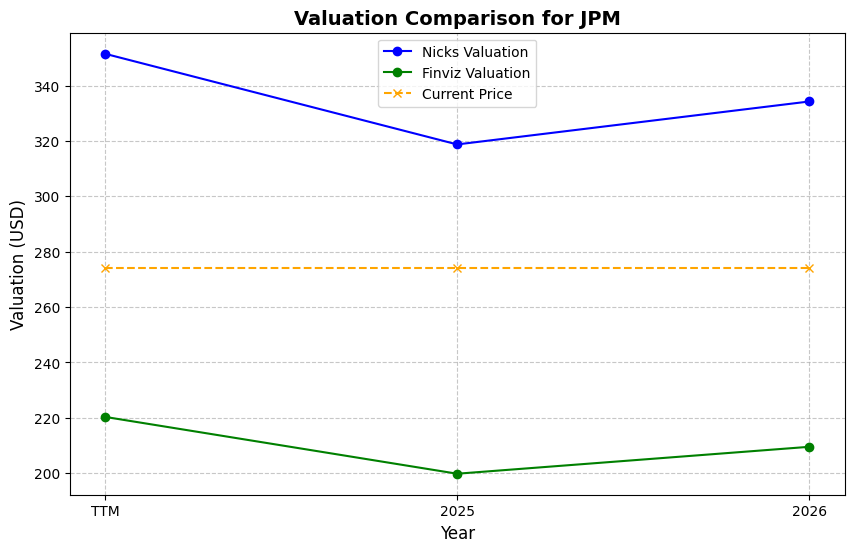 Valuation Comparison for JPM
Nicks Valuation
Finviz Valuation
Current Price
Valuation (USD)
340
320
300
280
260
240
220
200
TTM
2025
2026
Year